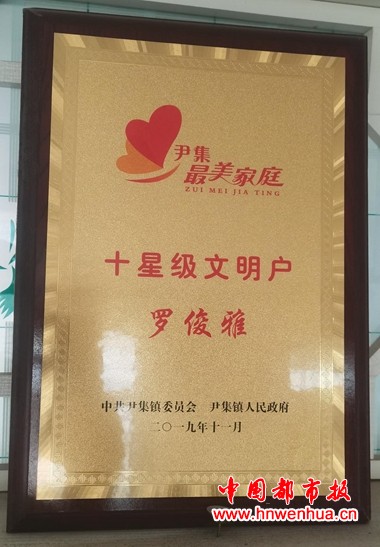 尹集
最美家庭
ZUI MEI JIA TING
十星级文明户
罗俊雅
中共尹集镇委员会 尹集镇人民政府
二〇一九年十一月
中国都市报
www.hnwenhua.cn